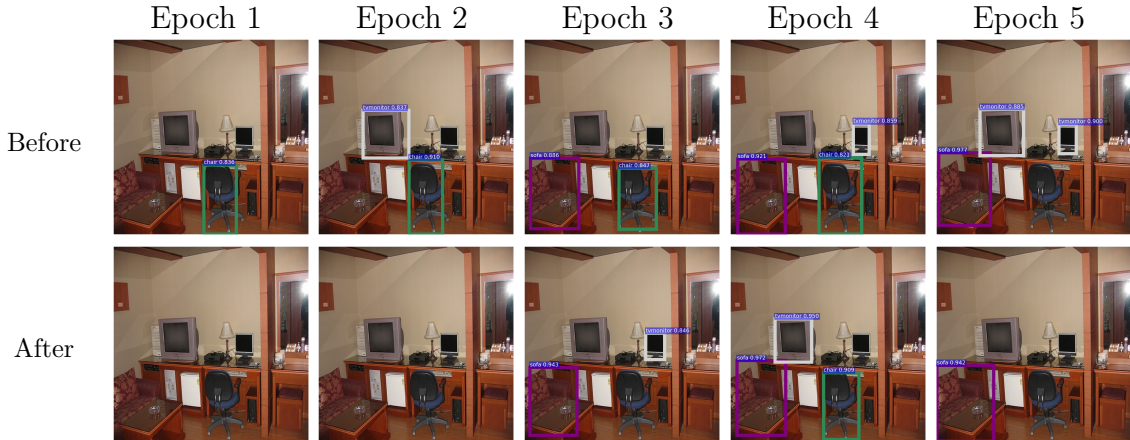 Epoch 1 Epoch 2 Epoch 3 Epoch 4 Epoch 5
Before
chair 0.836
tvmonitor 0.837
chair 0.910
sofa 0.886
chair 0.847
tvmonitor 0.859
sofa 0.921
chair 0.821
tvmonitor 0.885
tvmonitor 0.900
sofa 0.977
After
tvmonitor 0.846
sofa 0.943
tvmonitor 0.950
sofa 0.972
chair 0.909
sofa 0.942